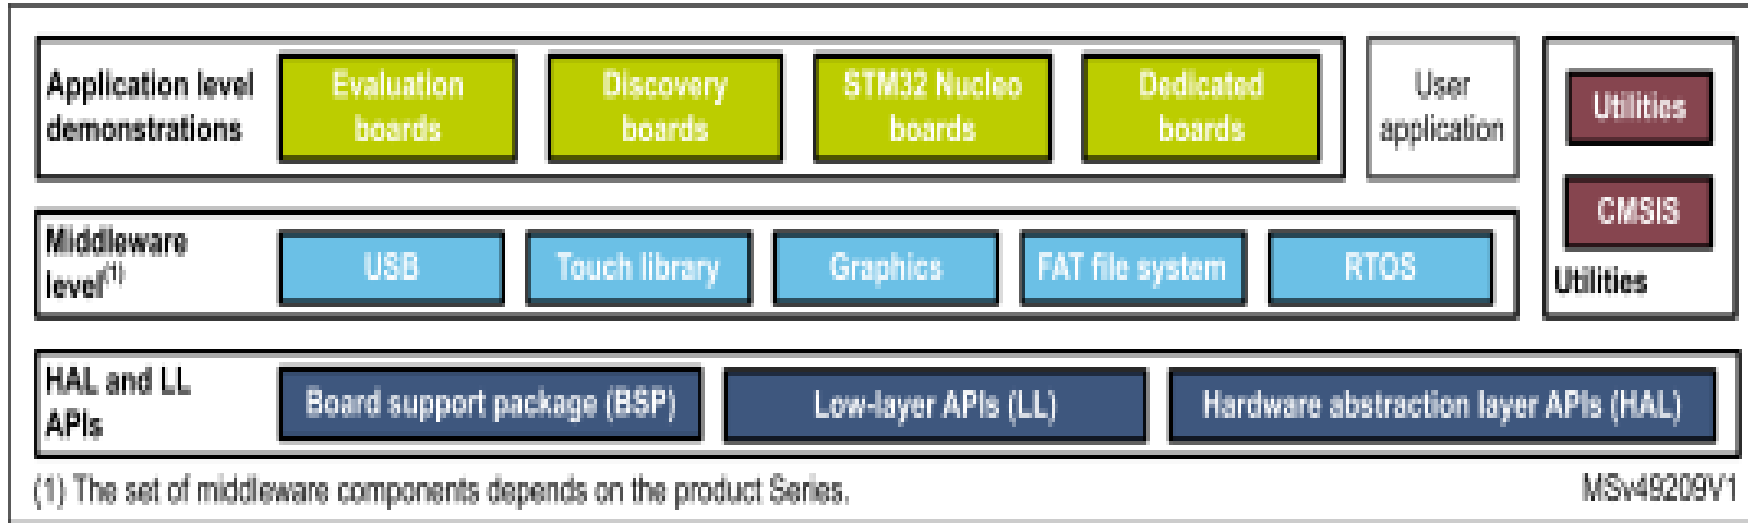 Application level
demonstrations
Evaluation
boards
Discovery
boards
STM32 Nucleo
boards
Dedicated
boards
User
application
Utilities
CMSIS
Utilities
Middleware
level(1)
USB
Touch library
Graphics
FAT file system
RTOS
HAL and LL
APIs
Board support package (BSP)
Low-layer APIs (LL)
Hardware abstraction layer APIs (HAL)
(1) The set of middleware components depends on the product Series.
MSv49209V1